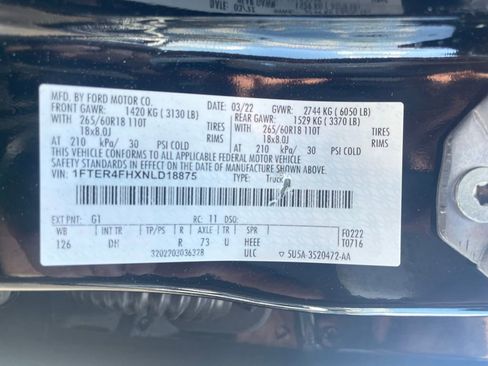 MFD. BY FORD MOTOR CO.
DATE: 03/22 GVWR: 2744 KG ( 6050 LB)
FRONT GAWR: 1420 KG ( 3130 LB) REAR GAWR: 1529 KG ( 3370 LB)
WITH WITH
265/60R18 110T TIRES 265/60R18 110T TIRES
18x8.0J RIMS 18x8.0J RIMS
AT 210 kPa/ 30 PSI COLD AT 210 kPa/ 30 PSI COLD
THIS VEHICLE CONFORMS TO ALL APPLICABLE FEDERAL MOTOR VEHICLE
SAFETY STANDARDS IN EFFECT ON THE DATE OF MANUFACTURE SHOWN ABOVE.
VIN: 1FTER4FHXNLD18875
TYPE: Truck
EXT PNT: G1 RC: 11 DSO: F0222
WB INT TR TP/PS R AXLE TR SPR T0716
126 DH R 73 U HEEE
3202203036328 ULC 5U5A-3520472-AA